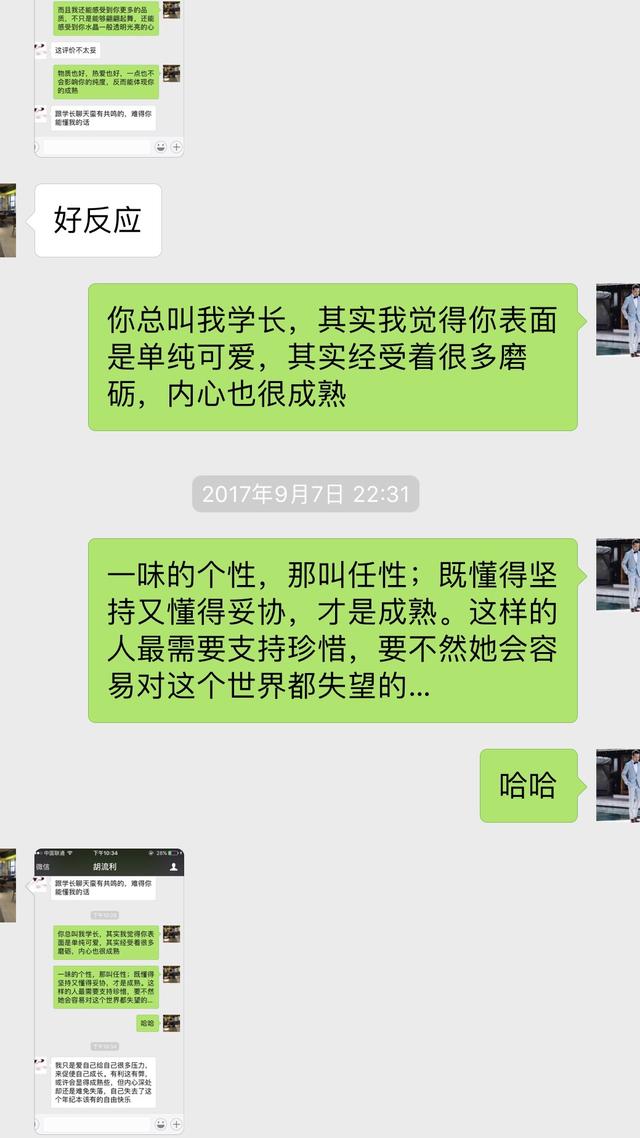 而且我还能感受到你更多的品
质，不只是能够翩翩起舞，还能
感受到你水晶一般透明光亮的心
这评价不太妥
物质也好，热爱也好，一点也不
会影响你的纯度，反而能体现你
的成熟
跟学长聊天蛮有共鸣的，难得你
能懂我的话
好反应
你总叫我学长，其实我觉得你表面
是单纯可爱，其实经受着很多磨
砺，内心也很成熟
2017年9月7日 22:31
一味的个性，那叫任性；既懂得坚
持又懂得妥协，才是成熟。这样的
人最需要支持珍惜，要不然她会容
易对这个世界都失望的...
哈哈
中国联通 下午10:34 28%
微信 胡流利
跟学长聊天蛮有共鸣的，难得你
能懂我的话
你总叫我学长，其实我觉得你表
面是单纯可爱，其实经受着很多
磨砺，内心也很成熟
一味的个性，那叫任性；既懂得
坚持又懂得妥协，才是成熟。这
样的人最需要支持珍惜，要不然
她会容易对这个世界都失望的...
哈哈
下午10:34
我只是爱自己给自己很多压力，
来促使自己成长。有利这有弊，
或许会显得成熟些，但内心深处
却还是难免失落，自己失去了这
个年纪本该有的自由快乐